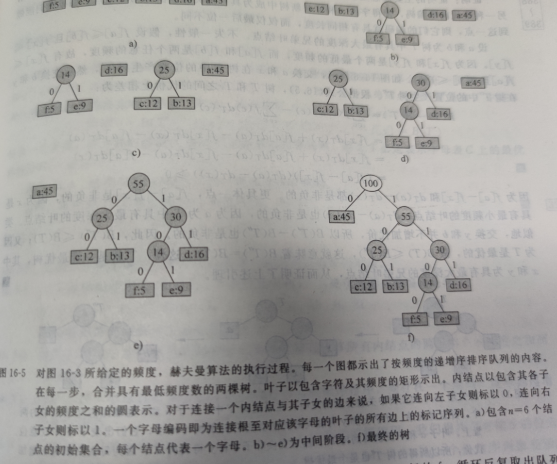 f:5 e:9 c:12 b:13 14 d:16 a:45
0 1
f:5 e:9
a) b)
14 d:16 25 a:45 25 30 a:45
0 1 0 1 0 1 0 1
f:5 e:9 c:12 b:13 c:12 b:13 14 d:16
0 1
f:5 e:9
c) d)
a:45 55 100
0 1 0 1
25 30 a:45 55
0 1 0 1 0 1
c:12 b:13 14 d:16 25 30
0 1 0 1 0 1
f:5 e:9 c:12 b:13 14 d:16
0 1
f:5 e:9
e) f)
图16-5 对图16-3所给定的频度，赫夫曼算法的执行过程。每一个图都示出了按频度的递增序排序队列的内容。
在每一步，合并具有最低频度数的两棵树。叶子以包含字符及其频度的矩形示出。内结点以包含其各子
女的频度之和的圆表示。对于连接一个内结点与其子女的边来说，如果它连向左子女则标以0，连向右
子女则标以1。一个字母编码即为连接根至对应该字母的叶子的所有边上的标记序列。a)包含n=6个结
点的初始集合，每个结点代表一个字母。b)～e)为中间阶段。f)最终的树
循环反复取出队列